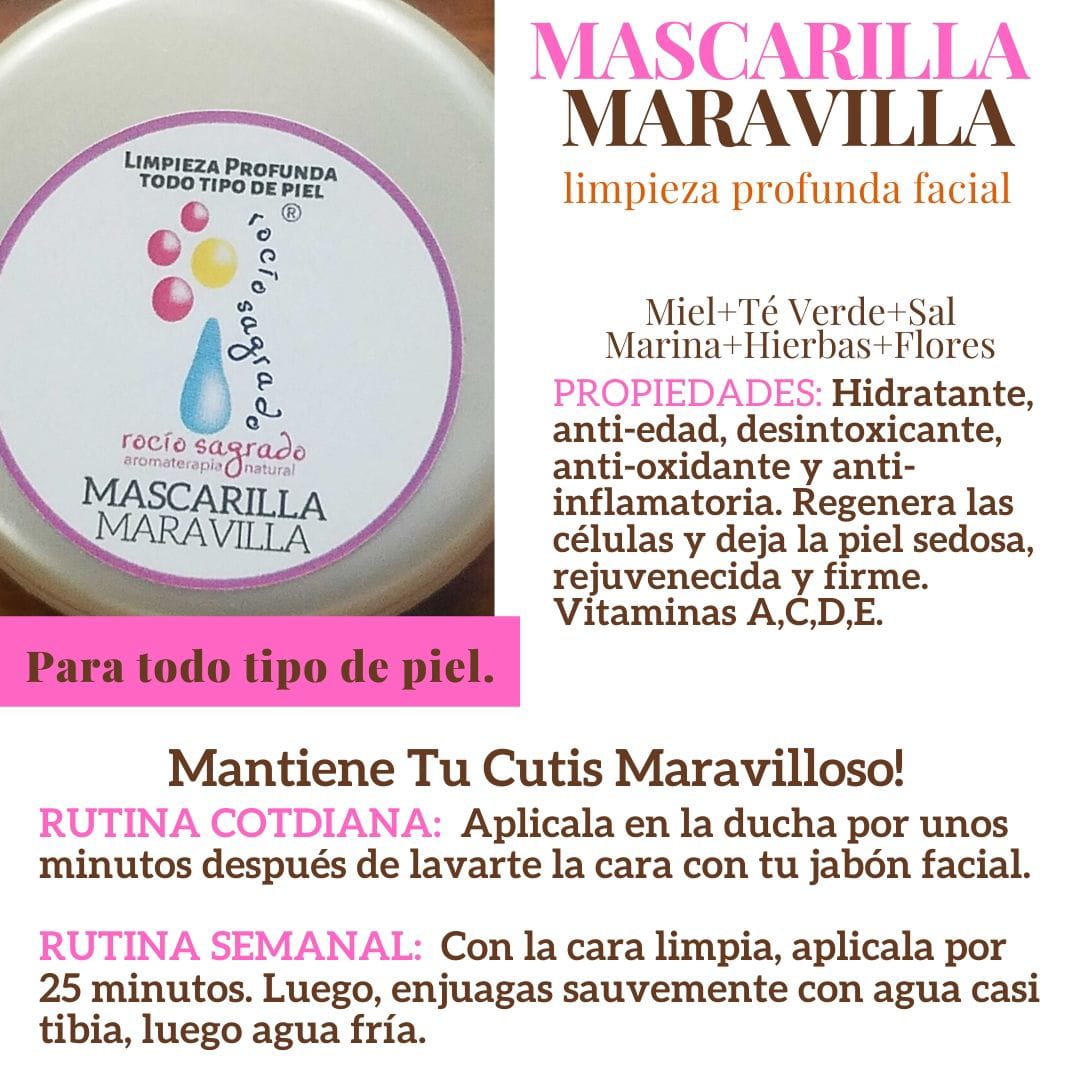 MASCARILLA
MARAVILLA
limpieza profunda facial
LIMPIEZA PROFUNDA
TODO TIPO DE PIEL
®
rocío sagrado
rocío sagrado
aromaterapia natural
MASCARILLA
MARAVILLA
Miel+Té Verde+Sal
Marina+Hierbas+Flores
PROPIEDADES: Hidratante,
anti-edad, desintoxicante,
anti-oxidante y anti-
inflamatoria. Regenera las
células y deja la piel sedosa,
rejuvenecida y firme.
Vitaminas A,C,D,E.
Para todo tipo de piel.
Mantiene Tu Cutis Maravilloso!
RUTINA COTDIANA: Aplicala en la ducha por unos
minutos después de lavarte la cara con tu jabón facial.
RUTINA SEMANAL: Con la cara limpia, aplicala por
25 minutos. Luego, enjuagas sauvemente con agua casi
tibia, luego agua fría.